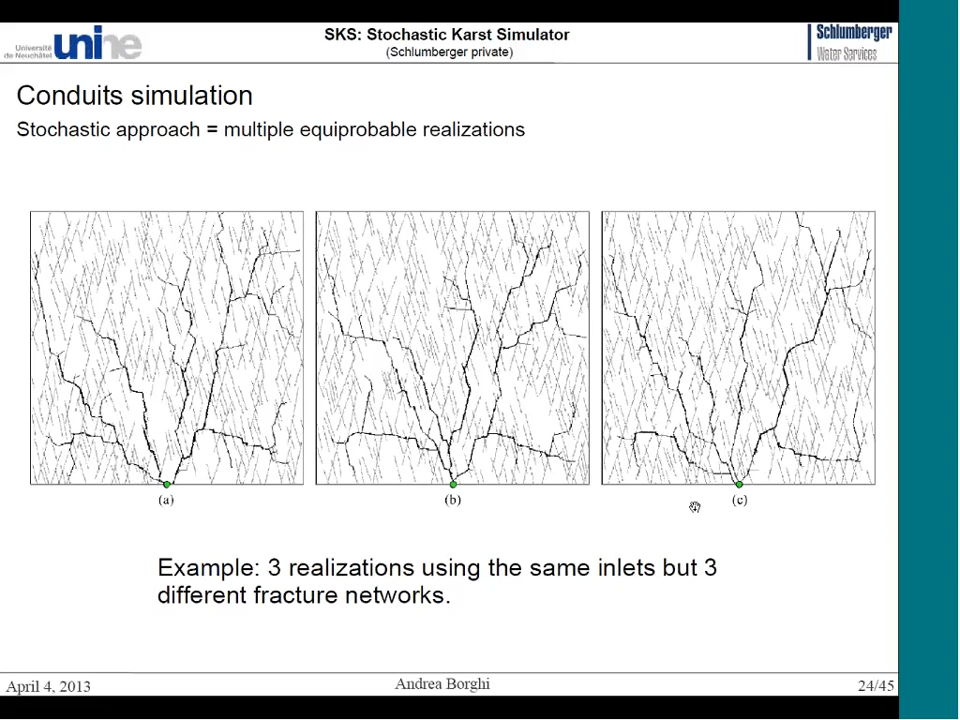 Université
de Neuchâtel
unine
SKS: Stochastic Karst Simulator
(Schlumberger private)
Schlumberger
Water Services
Conduits simulation
Stochastic approach = multiple equiprobable realizations
(a)
(b)
(c)
Example: 3 realizations using the same inlets but 3
different fracture networks.
April 4, 2013
Andrea Borghi
24/45